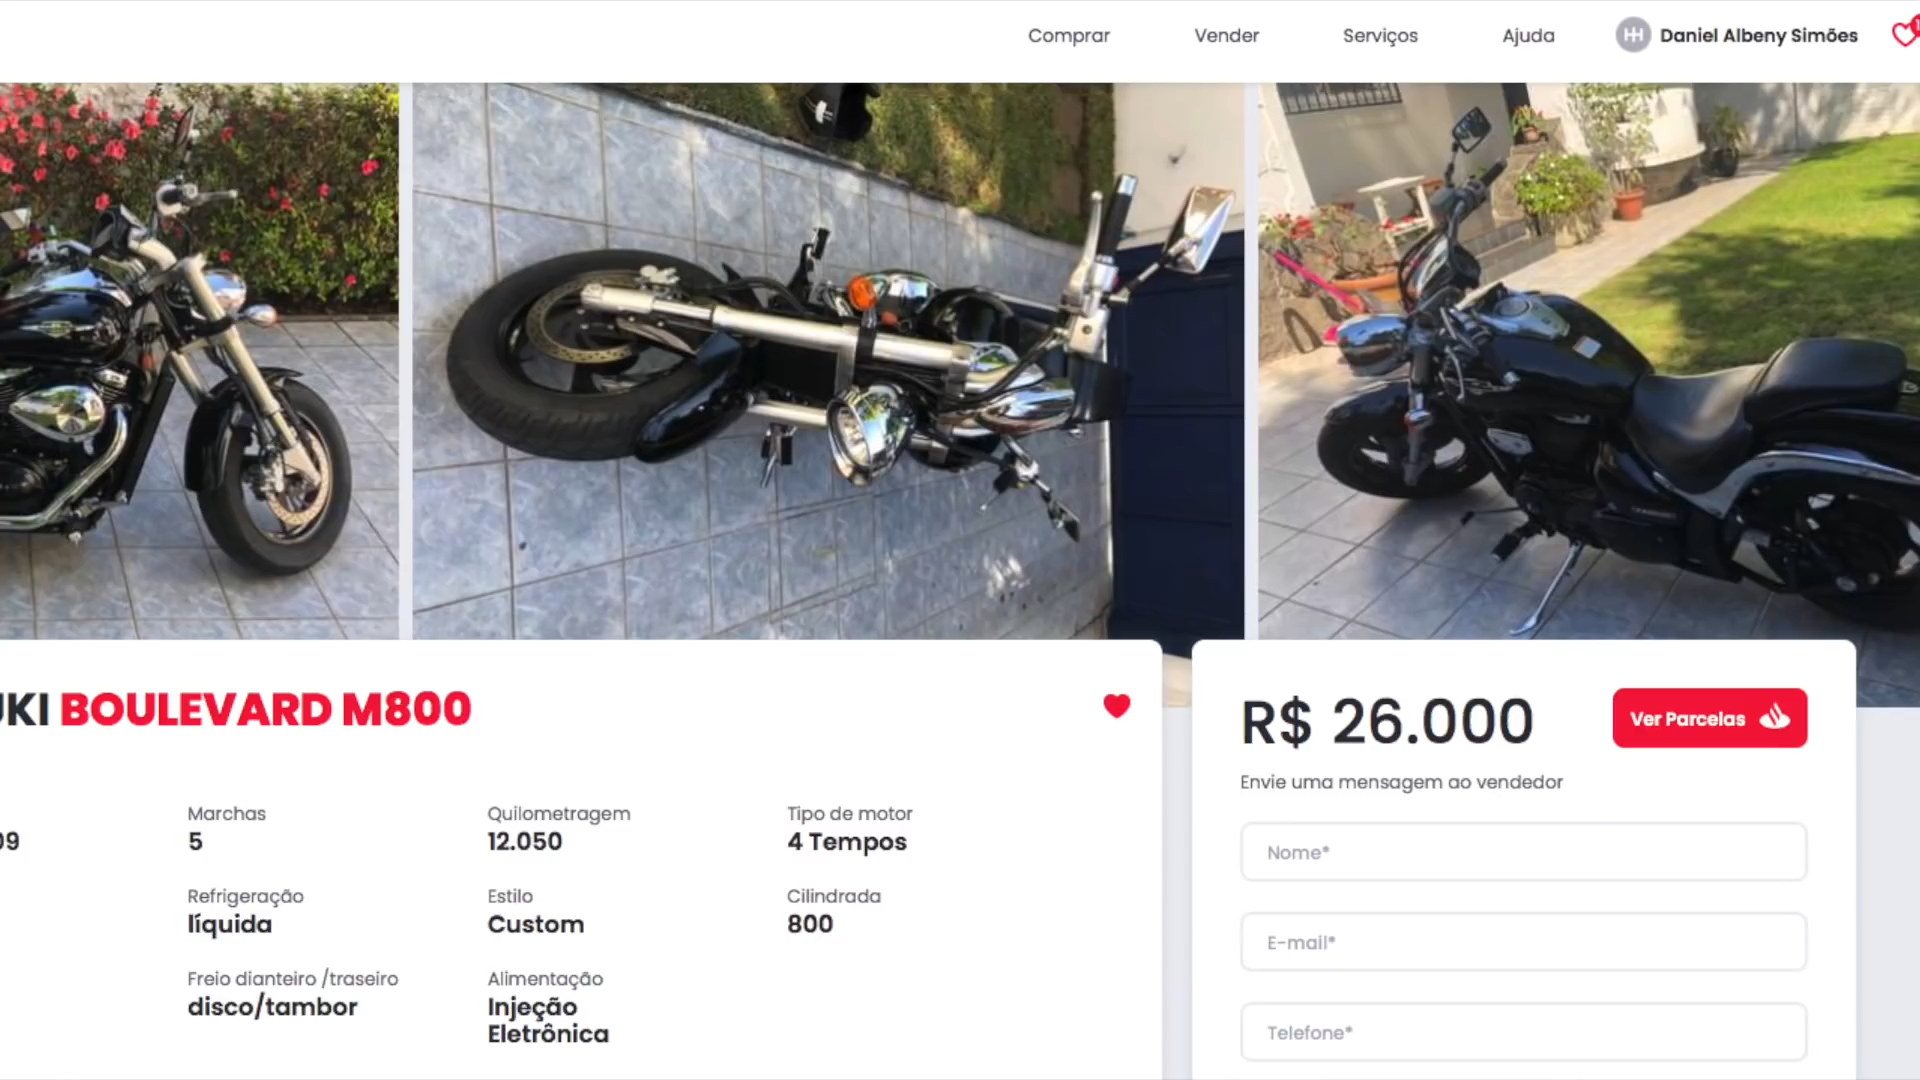 Comprar Vender Serviços Ajuda Daniel Albeny Simões
UKI BOULEVARD M800
R$ 26.000
Ver Parcelas
Envie uma mensagem ao vendedor
09
Marchas
5
Quilometragem
12.050
Tipo de motor
4 Tempos
Refrigeração
líquida
Estilo
Custom
Cilindrada
800
Freio dianteiro /traseiro
disco/tambor
Alimentação
Injeção
Eletrônica
Nome*
E-mail*
Telefone*